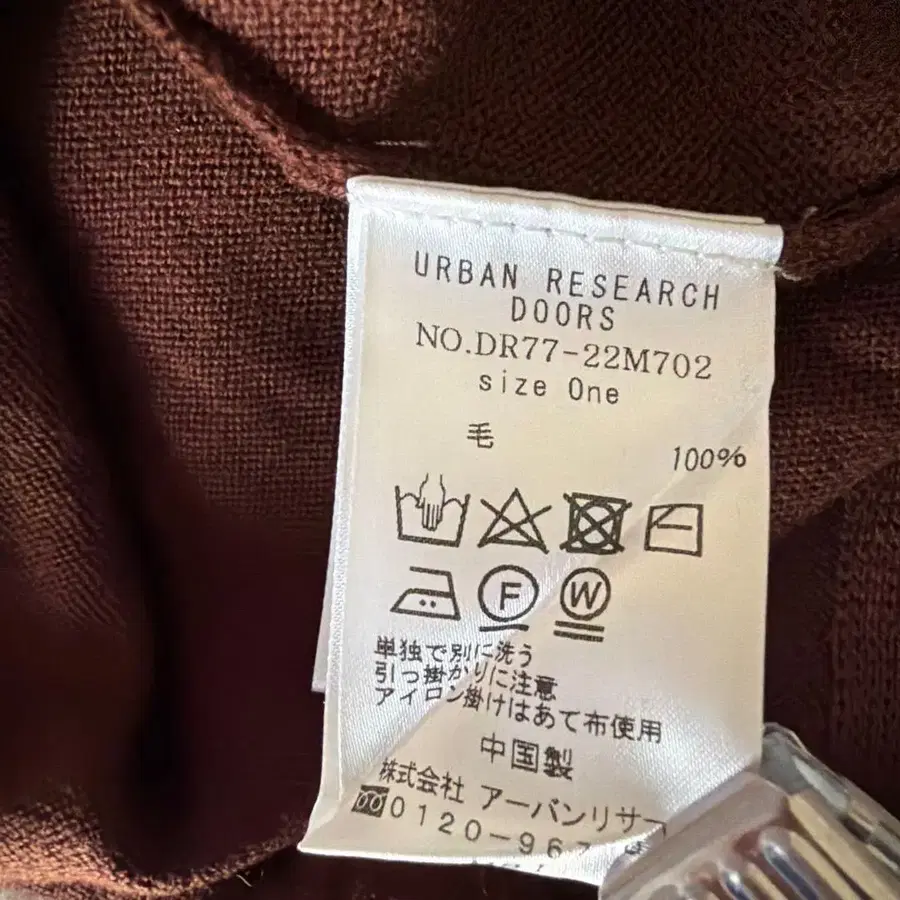 URBAN RESEARCH
DOORS
NO.DR77-22M702
size One
毛
100%
F W
単独で別に洗う
引っ掛かりに注意
アイロン掛けはあて布使用
中国製
株式会社 アーバンリサー
0120-96